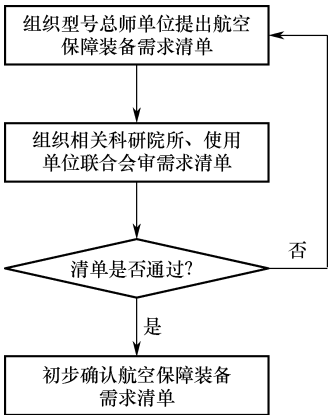 组织型号总师单位提出航空
保障装备需求清单
组织相关科研院所、使用
单位联合会审需求清单
清单是否通过?
否
是
初步确认航空保障装备
需求清单